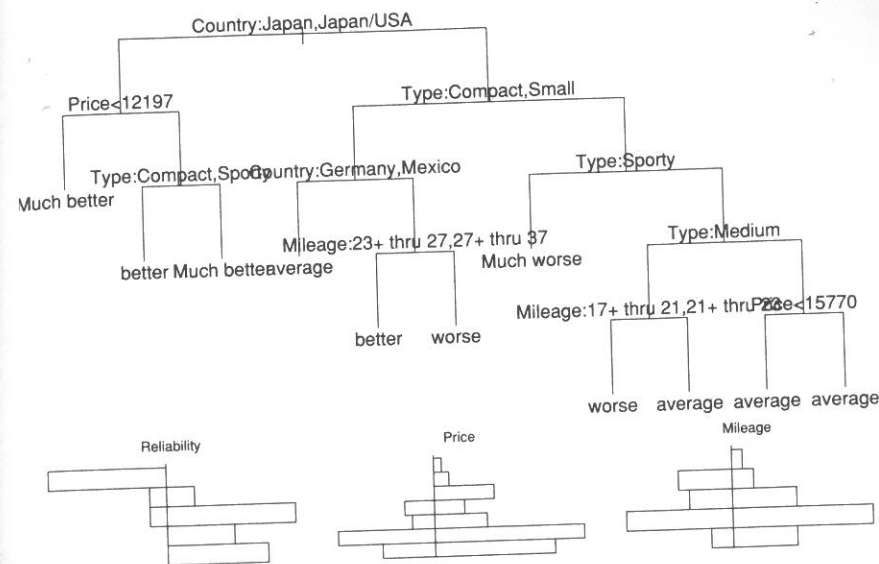 Country:Japan,Japan/USA
Price<12197
Type:Compact,Small
Type:Compact,Sporty
Country:Germany,Mexico
Type:Sporty
Much better
better
Much better
average
Mileage:23+ thru 27,27+ thru 37
Much worse
Type:Medium
better
worse
Mileage:17+ thru 21,21+ thru 23
Price<15770
worse
average
average
average
Reliability
Price
Mileage